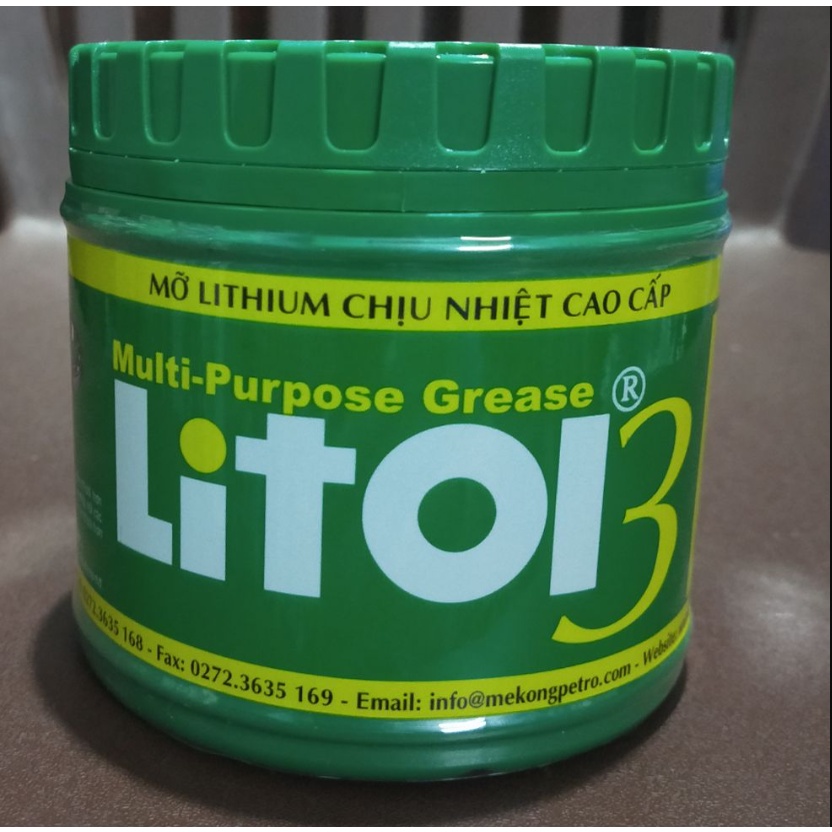 MỠ LITHIUM CHỊU NHIỆT CAO CẤP
Multi-Purpose Grease ®
Litol 3
0272.3635 168 - Fax: 0272.3635 169 - Email: info@mekongpetro.com - Website: